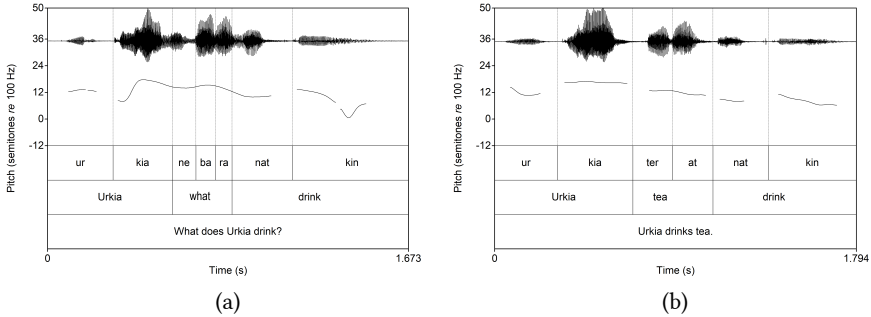 Pitch (semitones re 100 Hz)
50
36
24
12
0
-12
ur kia ne ba ra nat kin
Urkia what drink
What does Urkia drink?
0 1.673
Time (s)
(a)
Pitch (semitones re 100 Hz)
50
36
24
12
0
-12
ur kia ter at nat kin
Urkia tea drink
Urkia drinks tea.
0 1.794
Time (s)
(b)